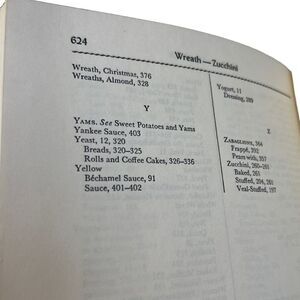 624
Wreath — Zucchini
Wreath, Christmas, 376
Wreaths, Almond, 328
Y
YAMS. See Sweet Potatoes and Yams
Yankee Sauce, 403
Yeast, 12, 320
Breads, 320–325
Rolls and Coffee Cakes, 326–336
Yellow
Béchamel Sauce, 91
Sauce, 401–402
Yogurt, 11
Dressing, 289
Z
ZABAGLIONE, 364
Frappé, 202
Pears with, 357
Zucchini, 260–261
Baked, 261
Stuffed, 204, 261
Veal-Stuffed, 197